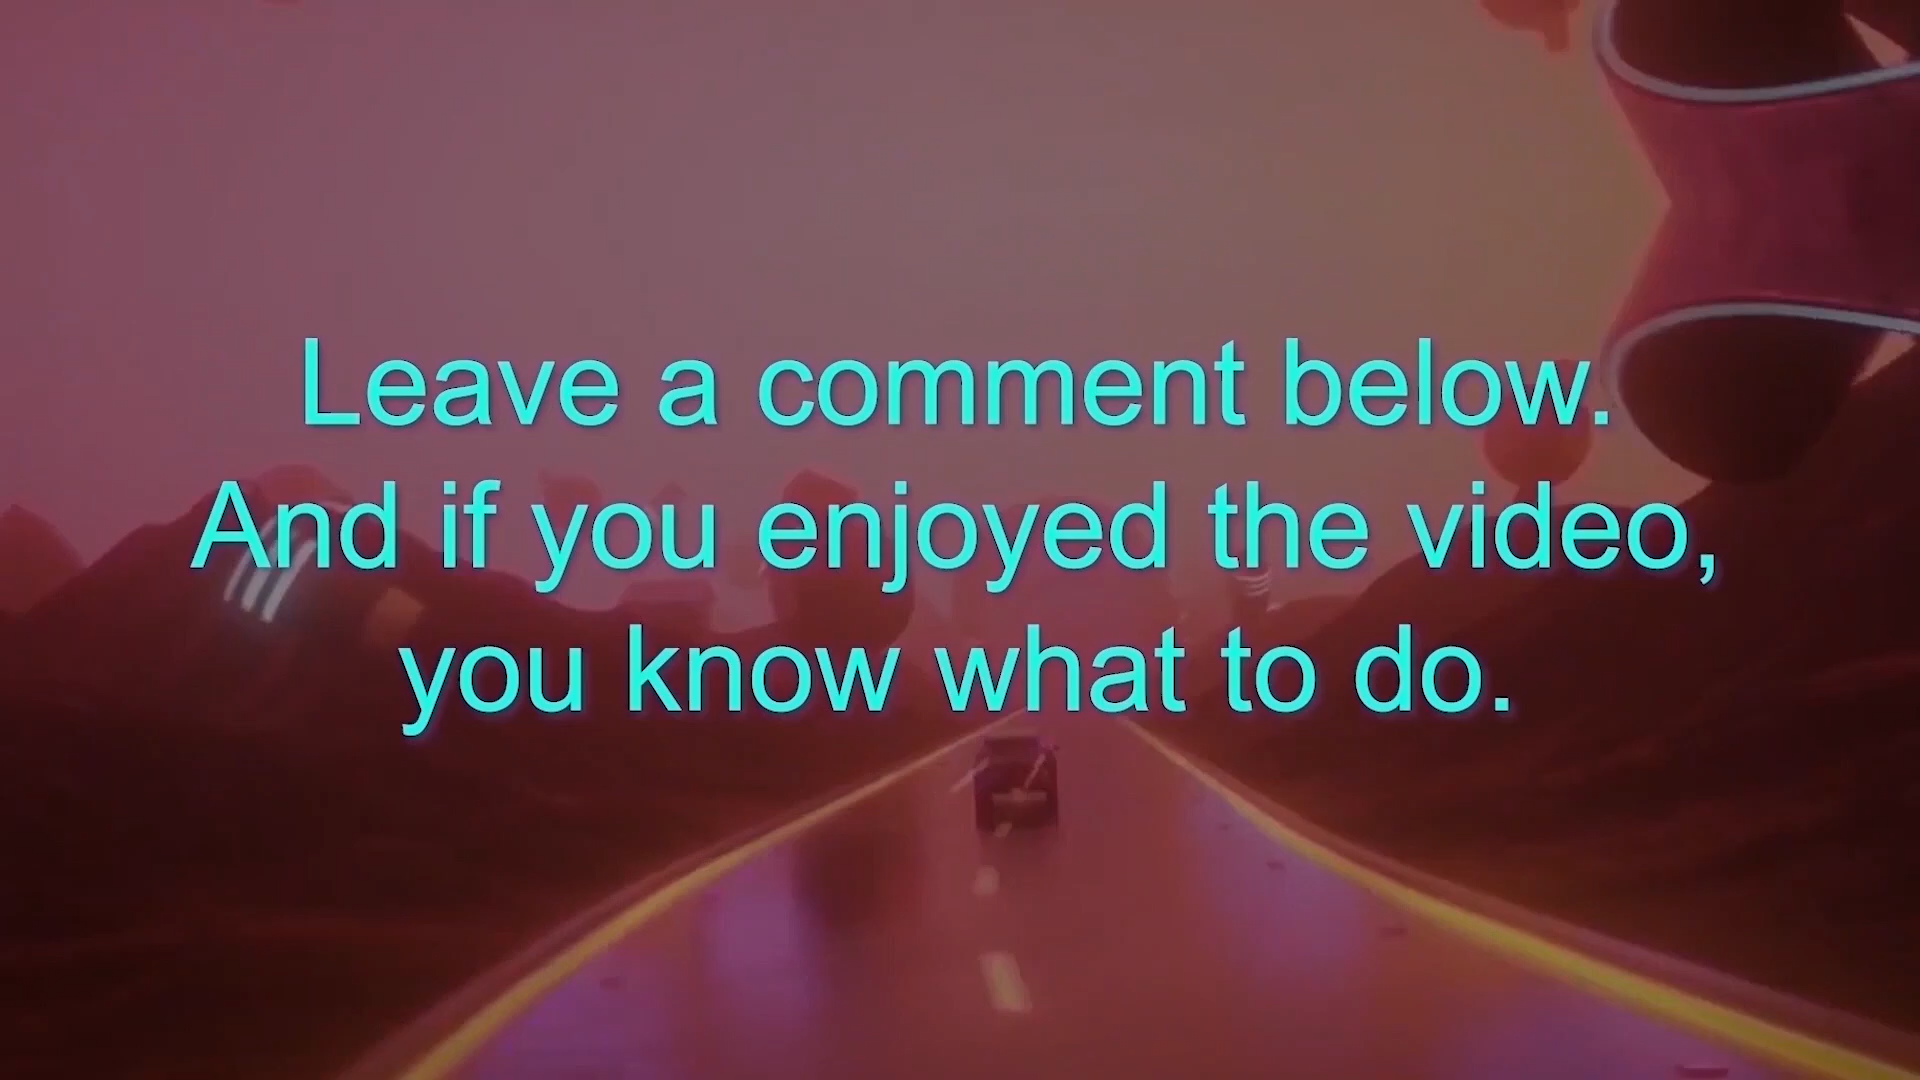 Leave a comment below.
And if you enjoyed the video,
you know what to do.